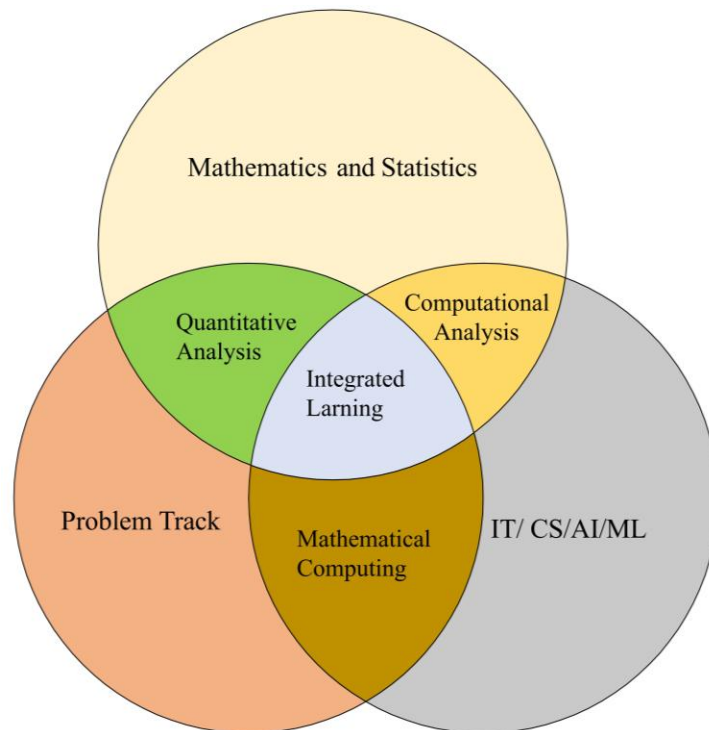 Mathematics and Statistics
Quantitative
Analysis
Computational
Analysis
Integrated
Larning
Problem Track
Mathematical
Computing
IT/ CS/AI/ML